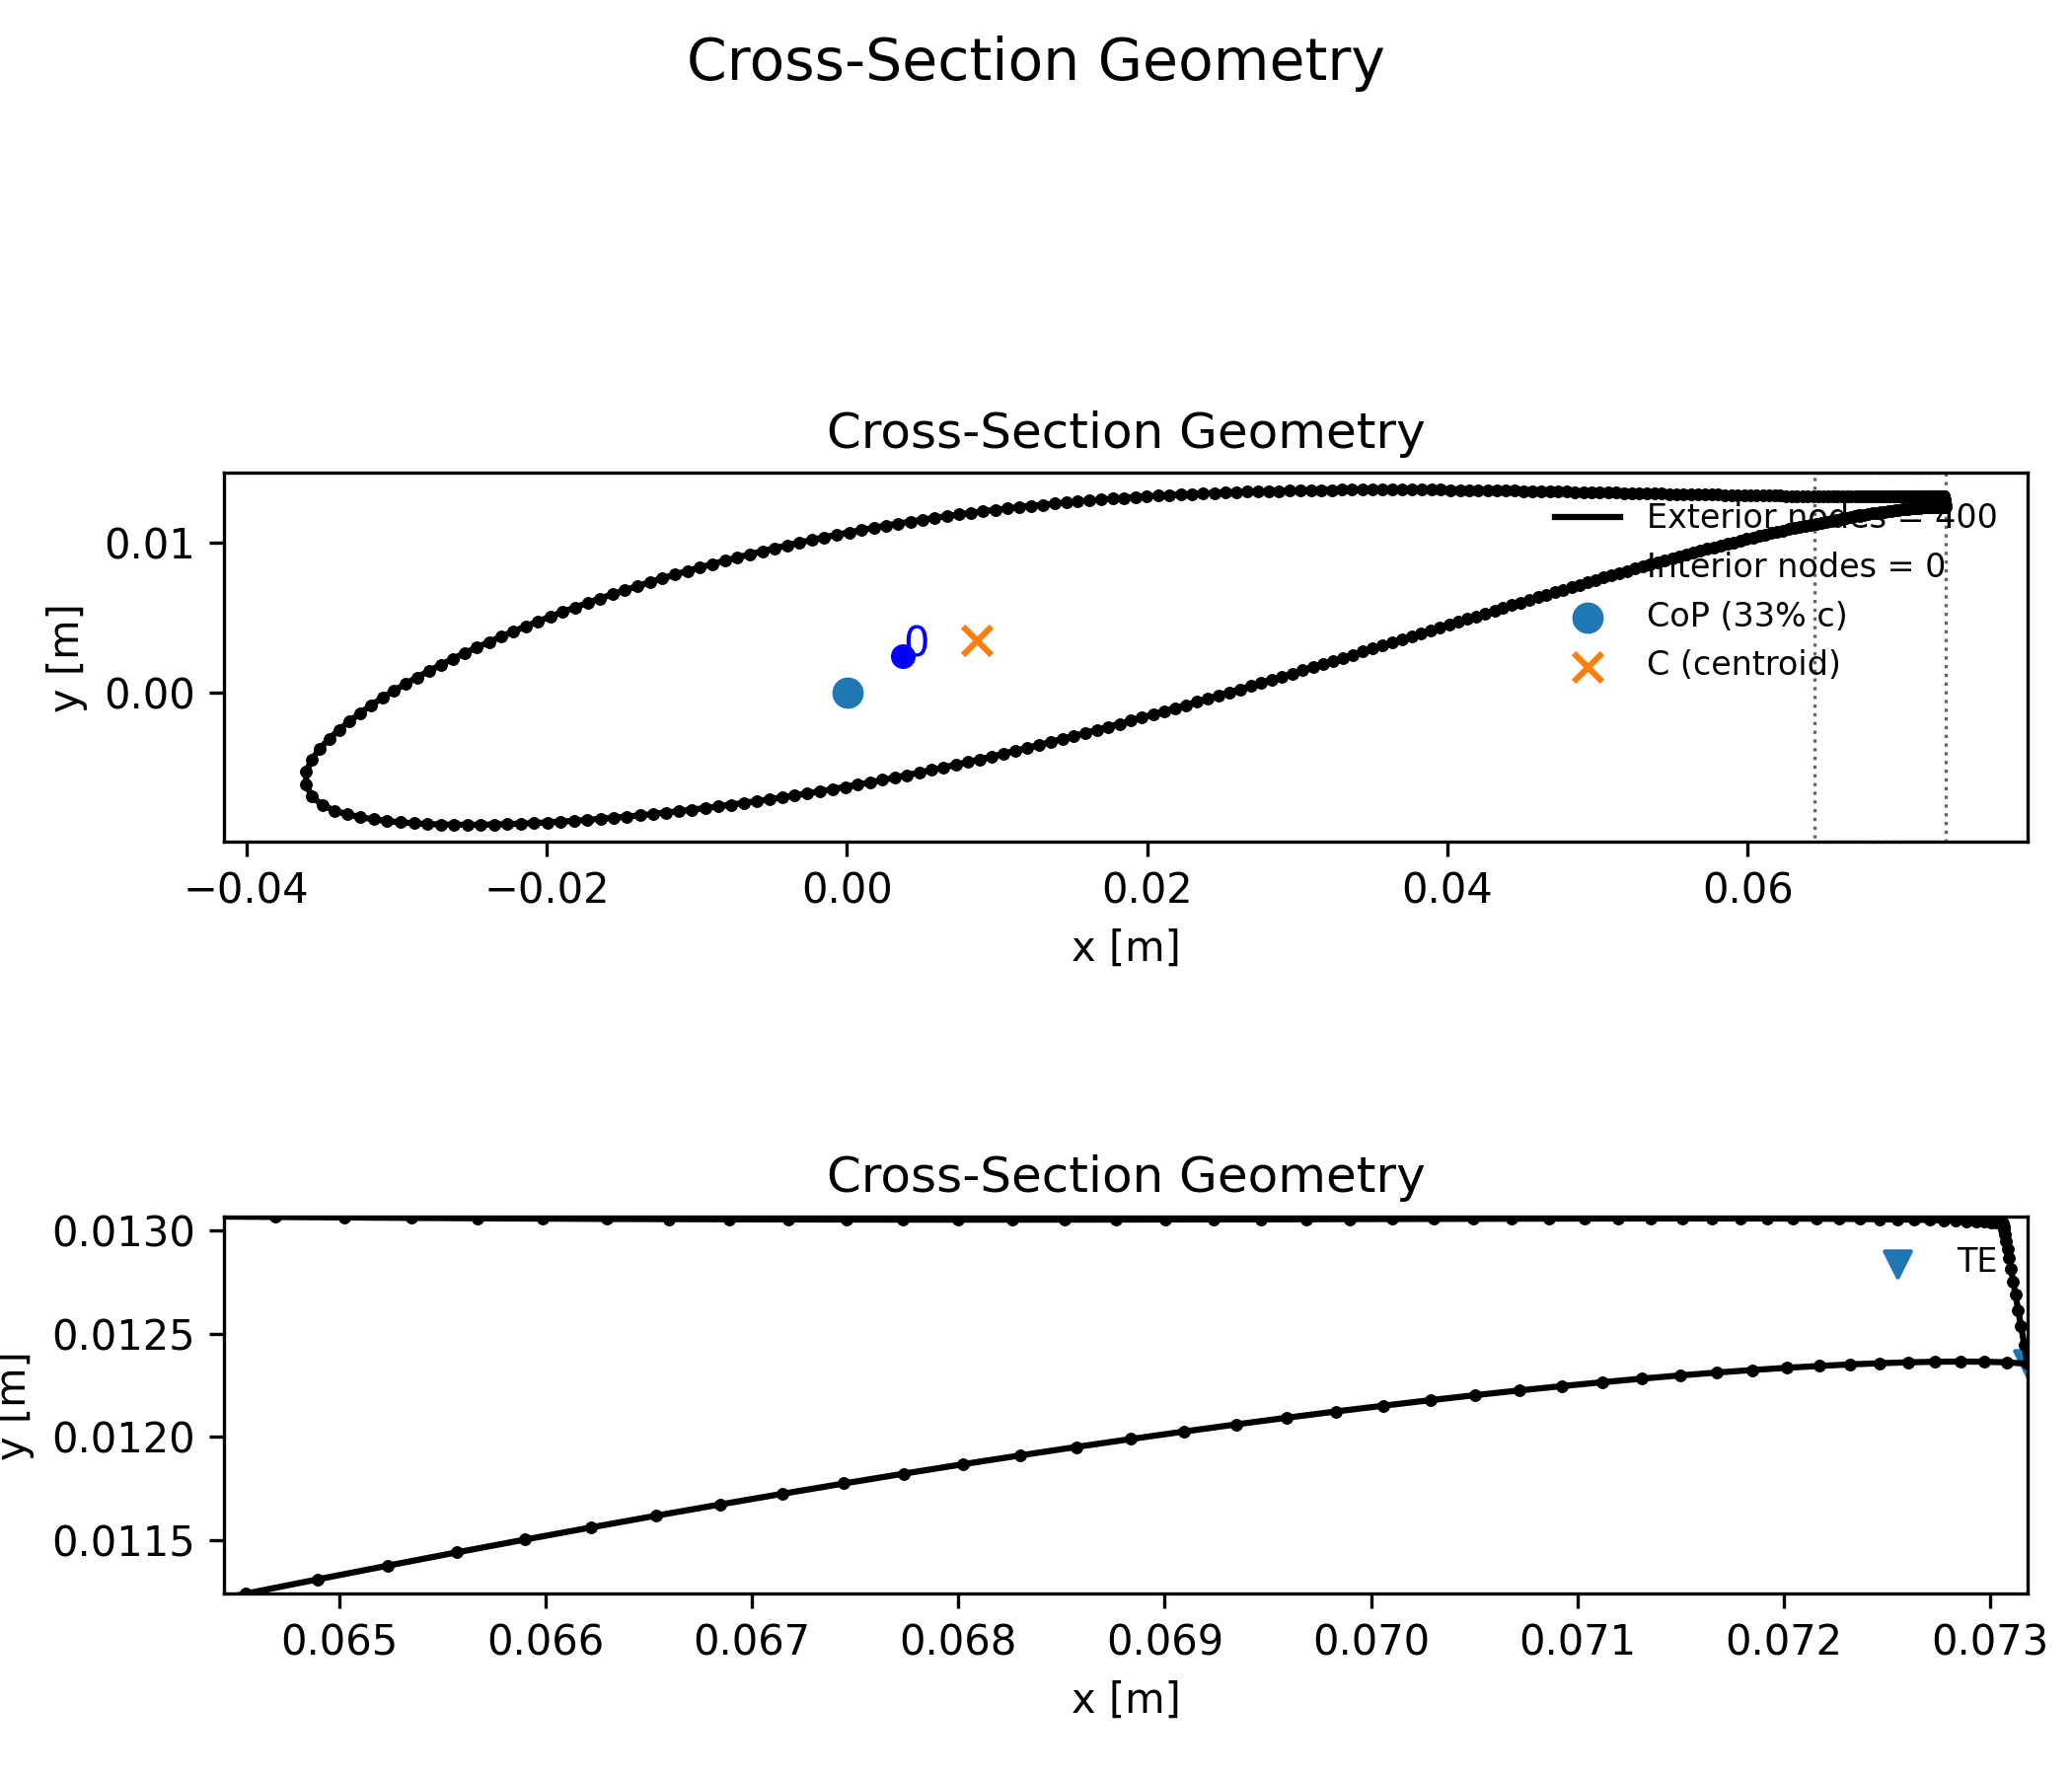 Cross-Section Geometry
Cross-Section Geometry
y [m]
0.01
0.00
Exterior nodes = 400
Interior nodes = 0
CoP (33% c)
C (centroid)
0
−0.04 −0.02 0.00 0.02 0.04 0.06
x [m]
Cross-Section Geometry
y [m]
0.0130
0.0125
0.0120
0.0115
TE
0.065 0.066 0.067 0.068 0.069 0.070 0.071 0.072 0.073
x [m]